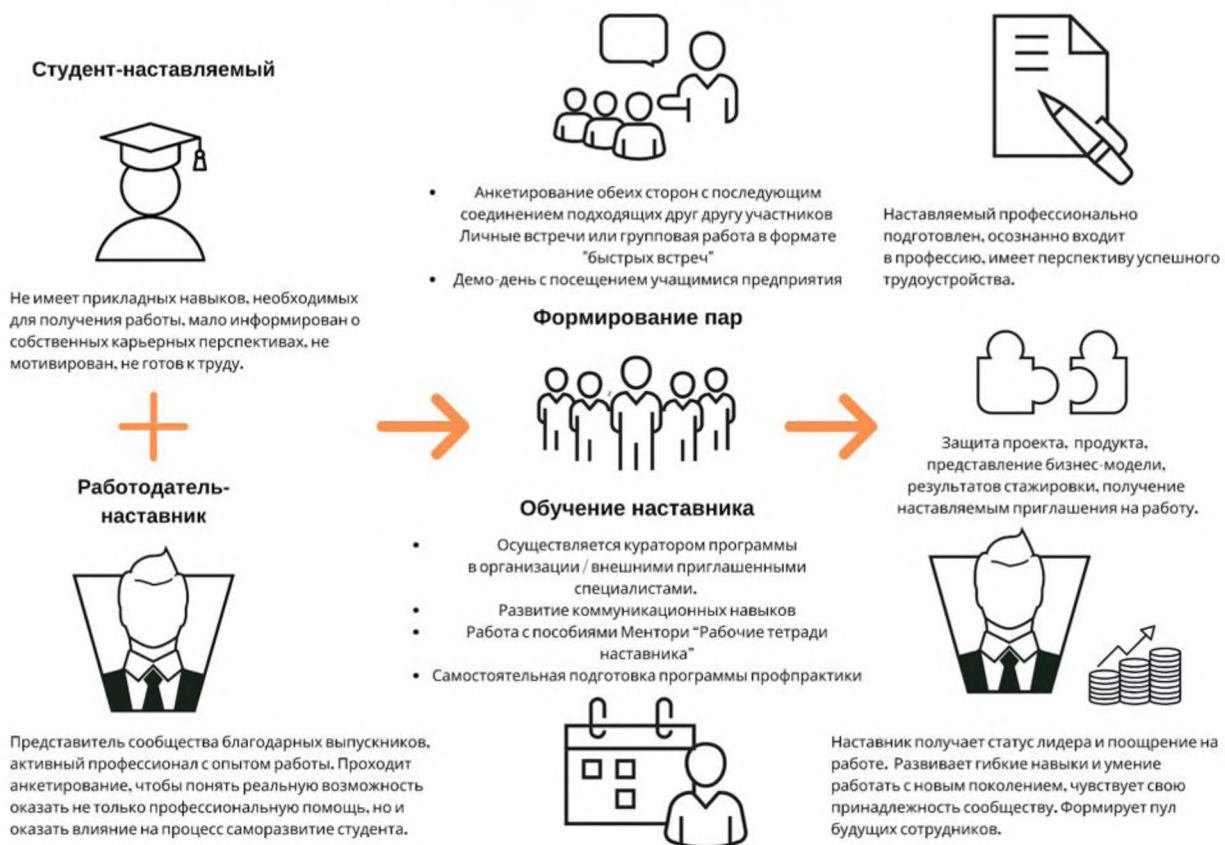 Студент-наставляемый
Не имеет прикладных навыков, необходимых
для получения работы, мало информирован о
собственных карьерных перспективах, не
мотивирован, не готов к труду.
Работодатель-
наставник
Представитель сообщества благодарных выпускников,
активный профессионал с опытом работы. Проходит
анкетирование, чтобы понять реальную возможность
оказать не только профессиональную помощь, но и
оказать влияние на процесс саморазвитие студента.
• Анкетирование обеих сторон с последующим
соединением подходящих друг другу участников
Личные встречи или групповая работа в формате
"быстрых встреч"
• Демо-день с посещением учащимися предприятия
Формирование пар
Обучение наставника
• Осуществляется куратором программы
в организации / внешними приглашенными
специалистами.
• Развитие коммуникационных навыков
• Работа с пособиями Ментори “Рабочие тетради
наставника”
• Самостоятельная подготовка программы профпрактики
Наставляемый профессионально
подготовлен, осознанно входит
в профессию, имеет перспективу успешного
трудоустройства.
Защита проекта, продукта,
представление бизнес-модели,
результатов стажировки, получение
наставляемым приглашения на работу.
Наставник получает статус лидера и поощрение на
работе. Развивает гибкие навыки и умение
работать с новым поколением, чувствует свою
принадлежность сообществу. Формирует пул
будущих сотрудников.